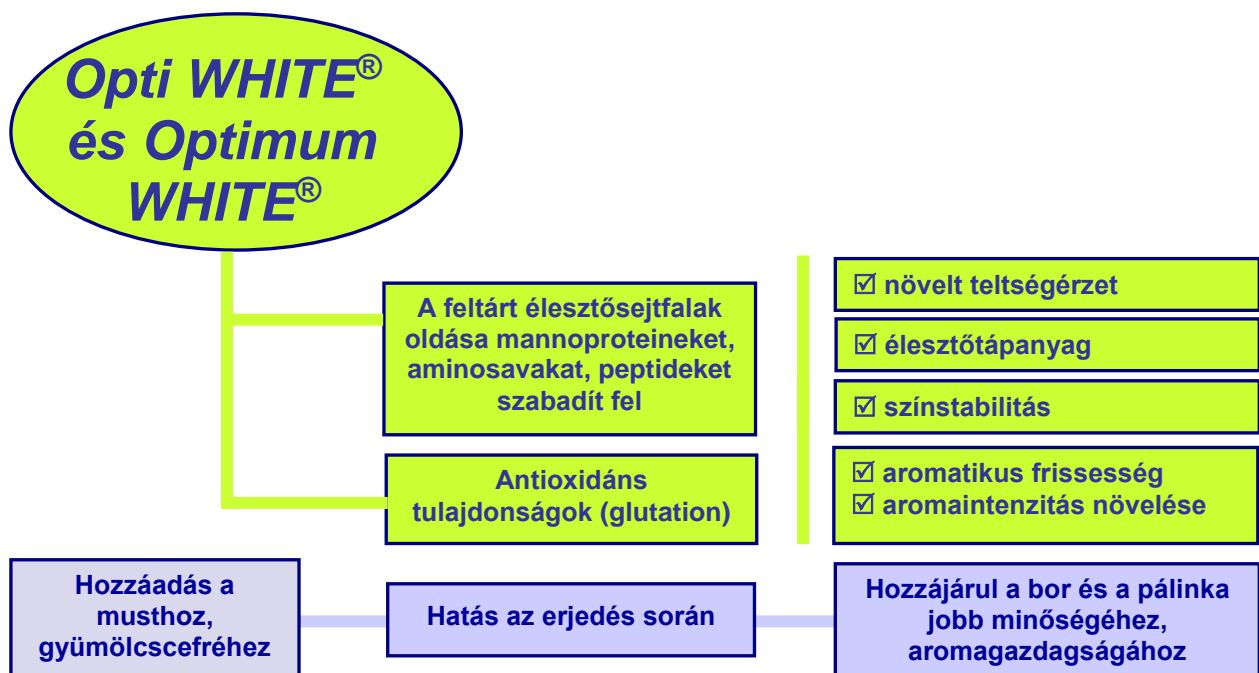 Opti WHITE®
és Optimum
WHITE®
A feltárt élesztősejtfalak
oldása mannoproteineket,
aminosavakat, peptideket
szabadít fel
Antioxidáns
tulajdonságok (glutation)
☑ növelt teltségérzet
☑ élesztőtápanyag
☑ színstabilitás
☑ aromatikus frissesség
☑ aromaintenzitás növelése
Hozzáadás a
musthoz,
gyümölcscefréhez
Hatás az erjedés során
Hozzájárul a bor és a pálinka
jobb minőségéhez,
aromagazdagságához